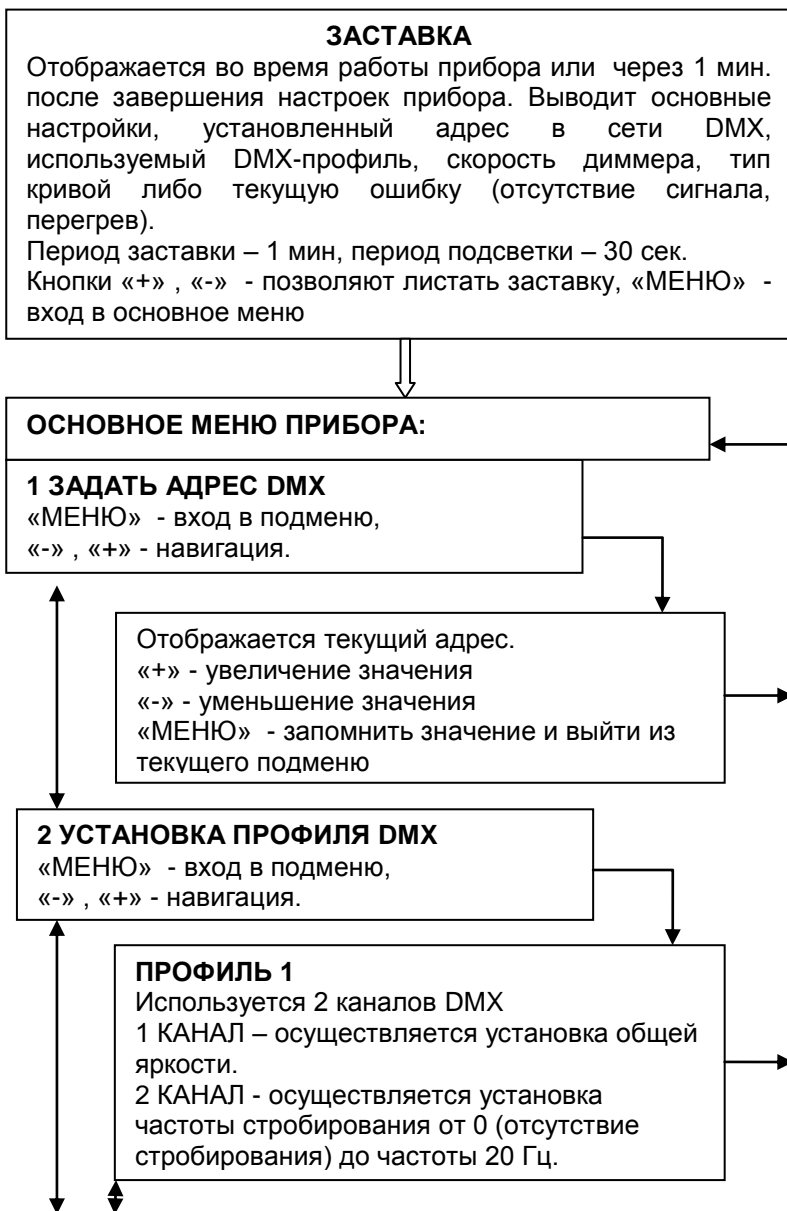 ЗАСТАВКА
Отображается во время работы прибора или через 1 мин.
после завершения настроек прибора. Выводит основные
настройки, установленный адрес в сети DMX,
используемый DMX-профиль, скорость диммера, тип
кривой либо текущую ошибку (отсутствие сигнала,
перегрев).
Период заставки – 1 мин, период подсветки – 30 сек.
Кнопки «+» , «-» - позволяют листать заставку, «МЕНЮ» -
вход в основное меню
ОСНОВНОЕ МЕНЮ ПРИБОРА:
1 ЗАДАТЬ АДРЕС DMX
«МЕНЮ» - вход в подменю,
«-» , «+» - навигация.
Отображается текущий адрес.
«+» - увеличение значения
«-» - уменьшение значения
«МЕНЮ» - запомнить значение и выйти из
текущего подменю
2 УСТАНОВКА ПРОФИЛЯ DMX
«МЕНЮ» - вход в подменю,
«-» , «+» - навигация.
ПРОФИЛЬ 1
Используется 2 каналов DMX
1 КАНАЛ – осуществляется установка общей
яркости.
2 КАНАЛ - осуществляется установка
частоты стробирования от 0 (отсутствие
стробирования) до частоты 20 Гц.